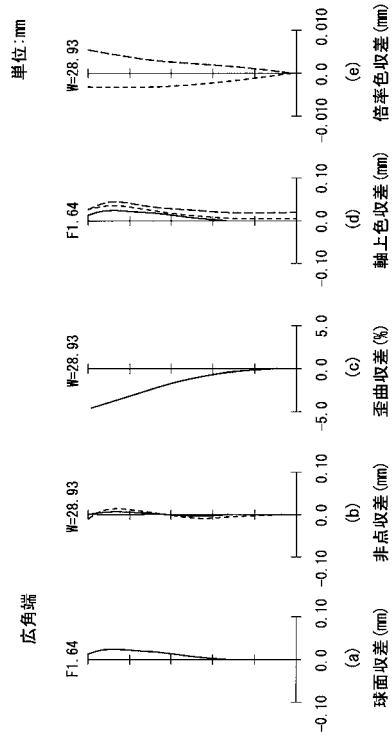 広角端
単位:mm
F1.64
-0.10 0.0 0.10
(a)
球面収差(mm)
W=28.93
-0.10 0.0 0.10
(b)
非点収差(mm)
W=28.93
-5.0 0.0 5.0
(c)
歪曲収差(%)
F1.64
-0.10 0.0 0.10
(d)
軸上色収差(mm)
W=28.93
-0.010 0.0 0.010
(e)
倍率色収差(mm)